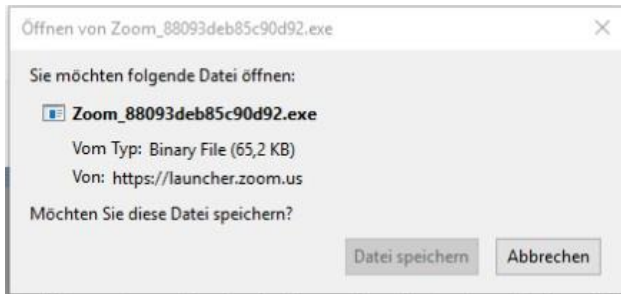 Öffnen von Zoom_88093deb85c90d92.exe
Sie möchten folgende Datei öffnen:
Zoom_88093deb85c90d92.exe
Vom Typ: Binary File (65,2 KB)
Von: https://launcher.zoom.us
Möchten Sie diese Datei speichern?
Datei speichern Abbrechen